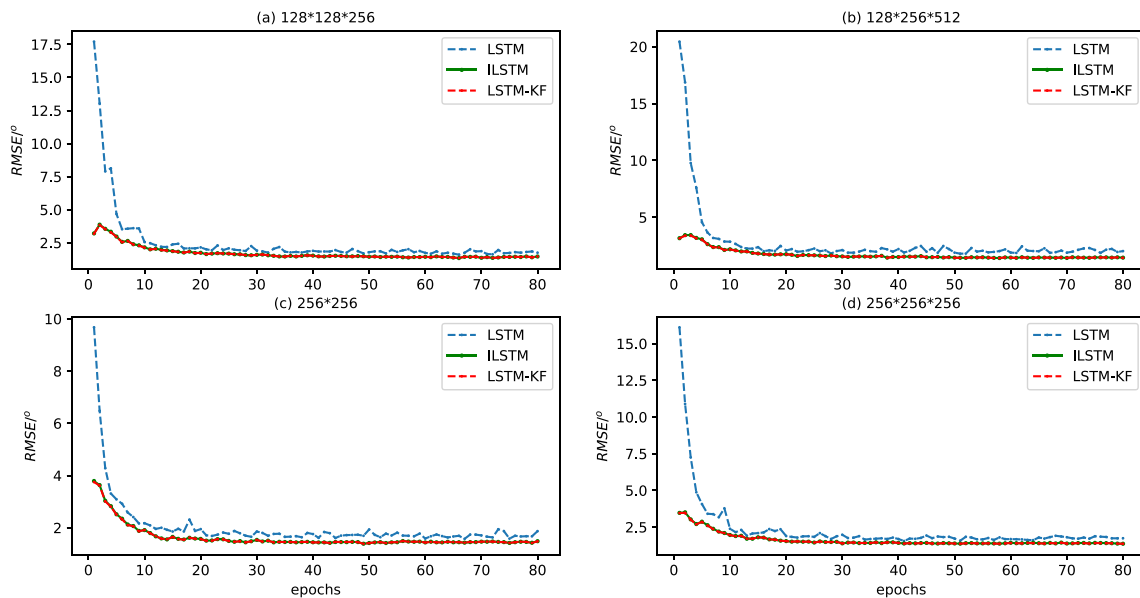 (a) 128*128*256
RMSE/°
17.5
15.0
12.5
10.0
7.5
5.0
2.5
0 10 20 30 40 50 60 70 80
LSTM
ILSTM
LSTM-KF
(b) 128*256*512
RMSE/°
20
15
10
5
0 10 20 30 40 50 60 70 80
LSTM
ILSTM
LSTM-KF
(c) 256*256
RMSE/°
10
8
6
4
2
0 10 20 30 40 50 60 70 80
epochs
LSTM
ILSTM
LSTM-KF
(d) 256*256*256
RMSE/°
15.0
12.5
10.0
7.5
5.0
2.5
0 10 20 30 40 50 60 70 80
epochs
LSTM
ILSTM
LSTM-KF